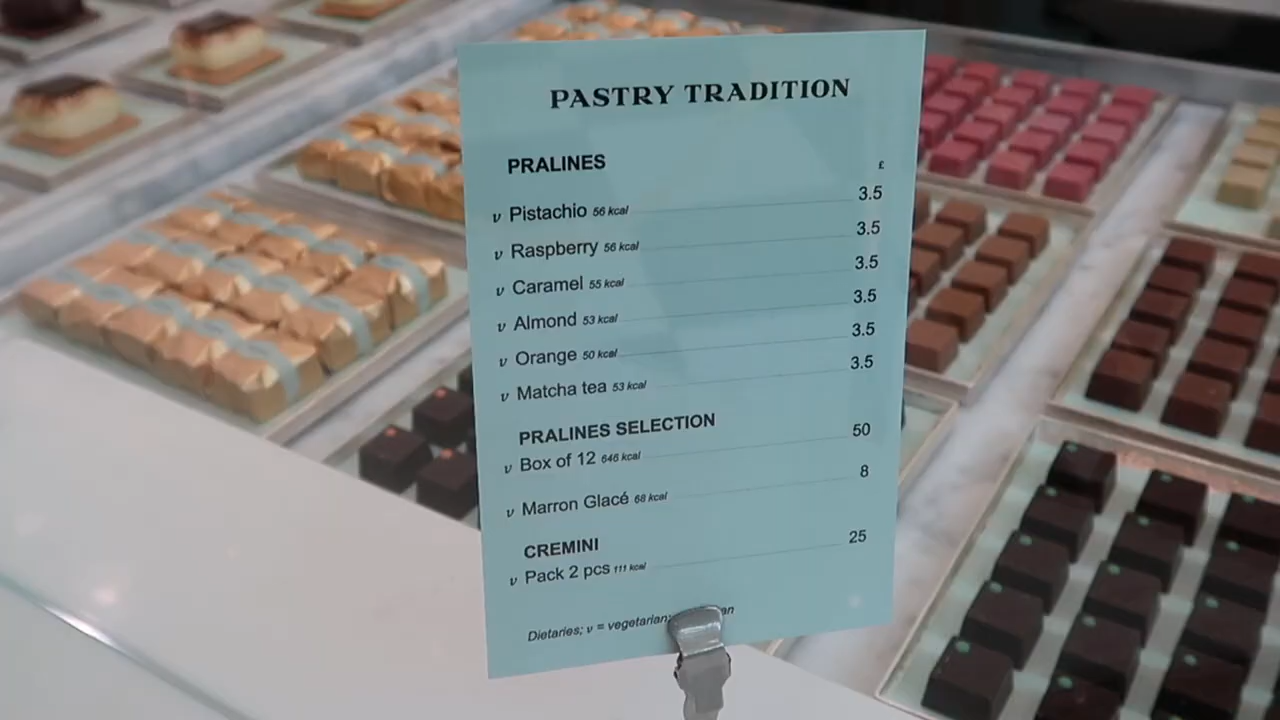 PASTRY TRADITION
PRALINES £
v Pistachio 56 kcal 3.5
v Raspberry 56 kcal 3.5
v Caramel 55 kcal 3.5
v Almond 53 kcal 3.5
v Orange 50 kcal 3.5
v Matcha tea 53 kcal 3.5
PRALINES SELECTION
v Box of 12 646 kcal 50
v Marron Glacé 68 kcal 8
CREMINI
v Pack 2 pcs 111 kcal 25
Dietaries; v = vegetarian;